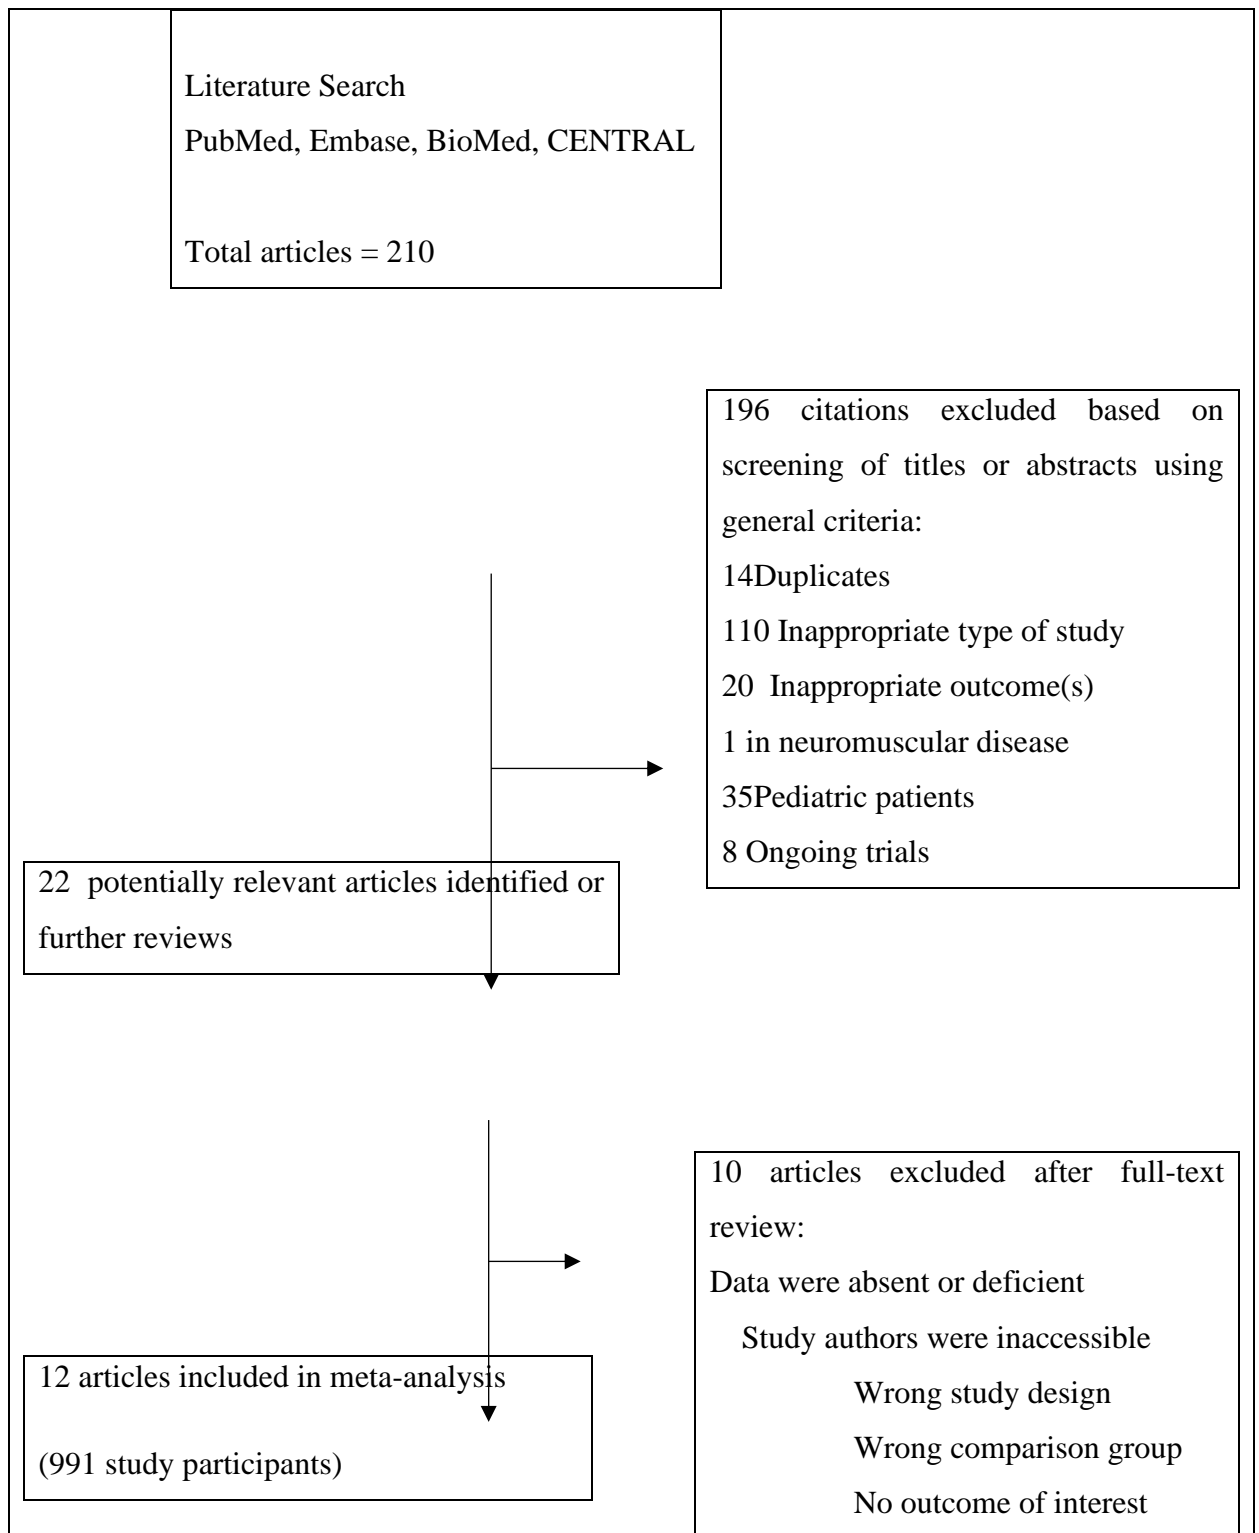 Literature Search
PubMed, Embase, BioMed, CENTRAL
Total articles = 210
196 citations excluded based on
screening of titles or abstracts using
general criteria:
14Duplicates
110 Inappropriate type of study
20 Inappropriate outcome(s)
1 in neuromuscular disease
35Pediatric patients
8 Ongoing trials
22 potentially relevant articles identified or
further reviews
10 articles excluded after full-text
review:
Data were absent or deficient
Study authors were inaccessible
Wrong study design
Wrong comparison group
No outcome of interest
12 articles included in meta-analysis
(991 study participants)